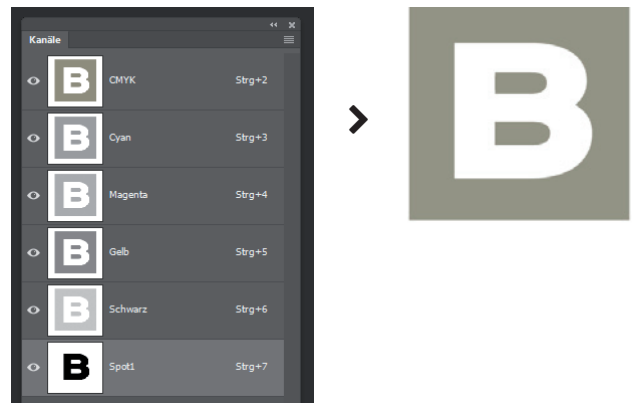 Kanäle
B CMYK Strg+2
B Cyan Strg+3
B Magenta Strg+4
B Gelb Strg+5
B Schwarz Strg+6
B Spot1 Strg+7
B